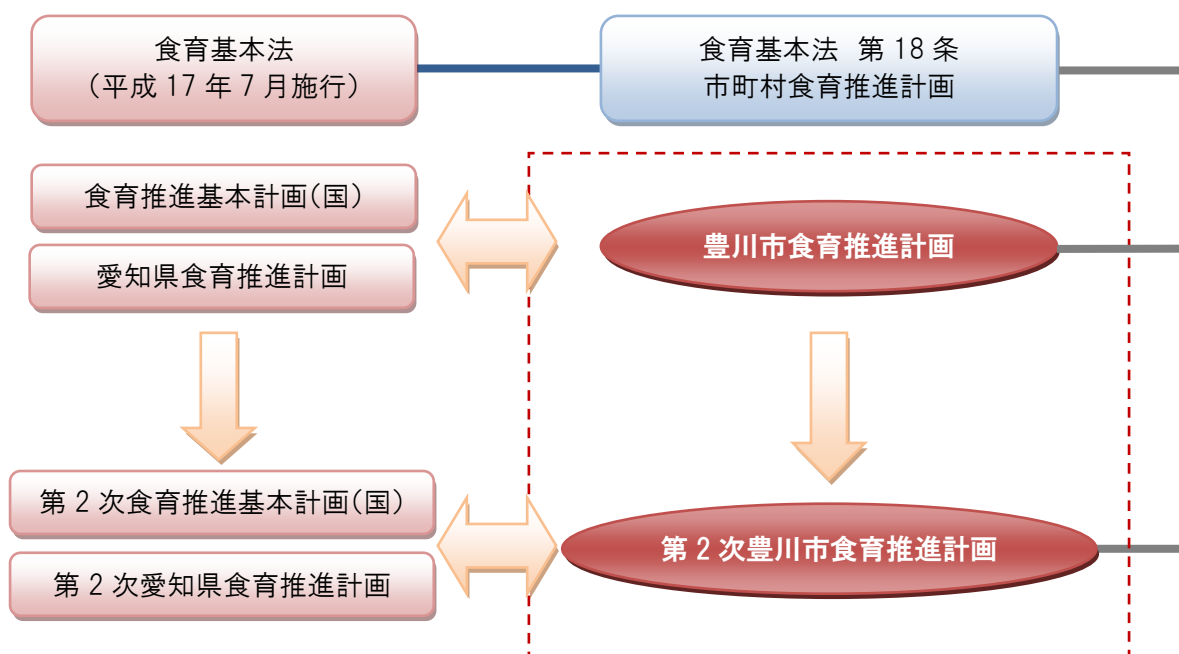 食育基本法
（平成 17 年 7 月施行）
食育基本法 第 18 条
市町村食育推進計画
食育推進基本計画（国）
愛知県食育推進計画
豊川市食育推進計画
第 2 次食育推進基本計画（国）
第 2 次愛知県食育推進計画
第 2 次豊川市食育推進計画